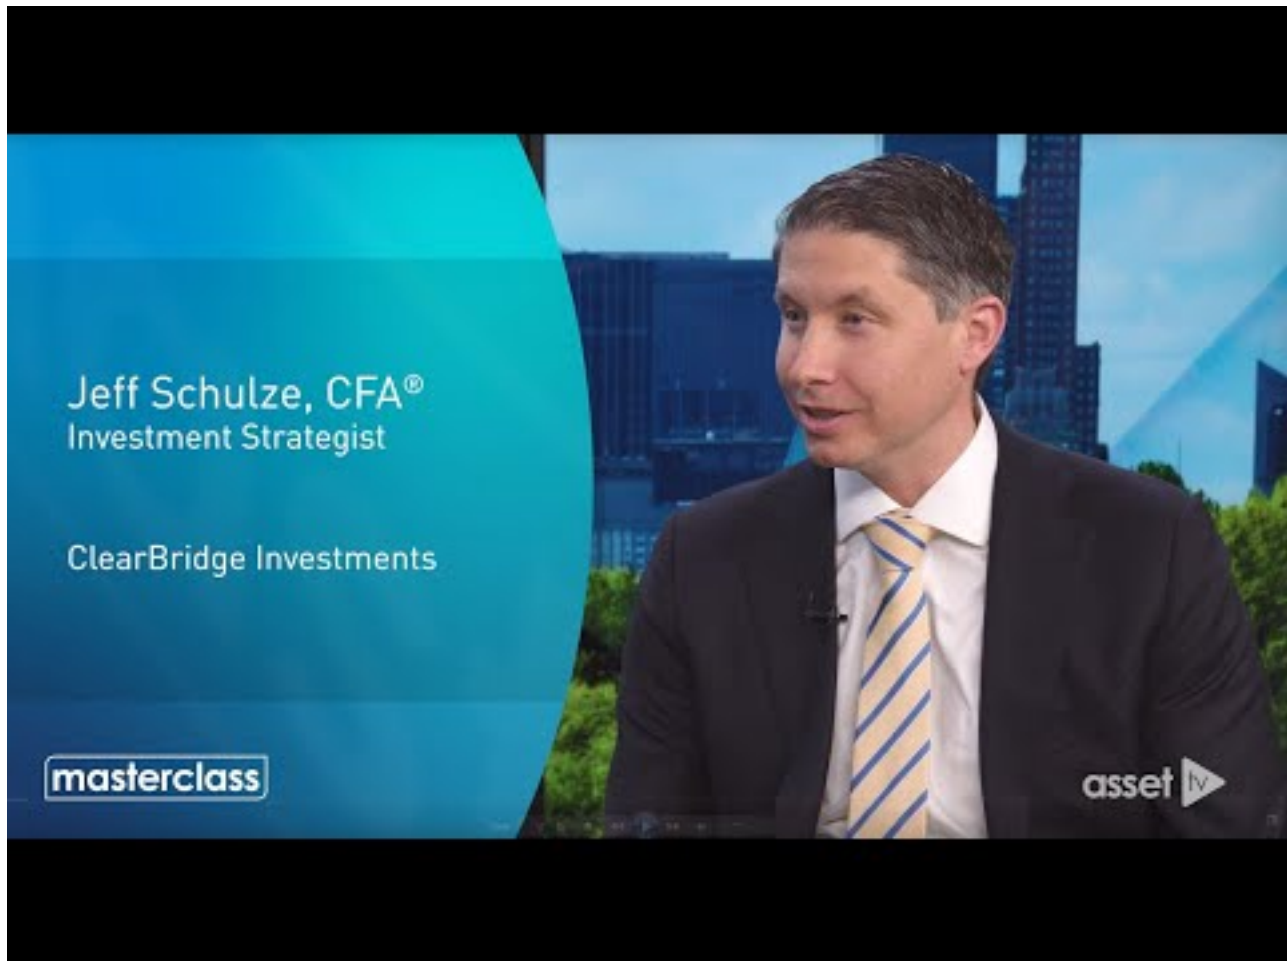 Jeff Schulze, CFA®
Investment Strategist
ClearBridge Investments
masterclass
asset tv